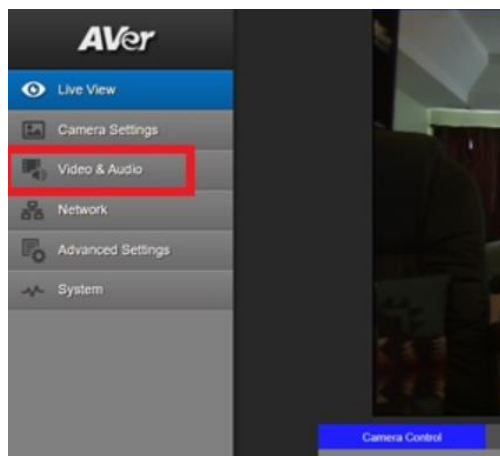 AVer
Live View
Camera Settings
Video & Audio
Network
Advanced Settings
System
Camera Control